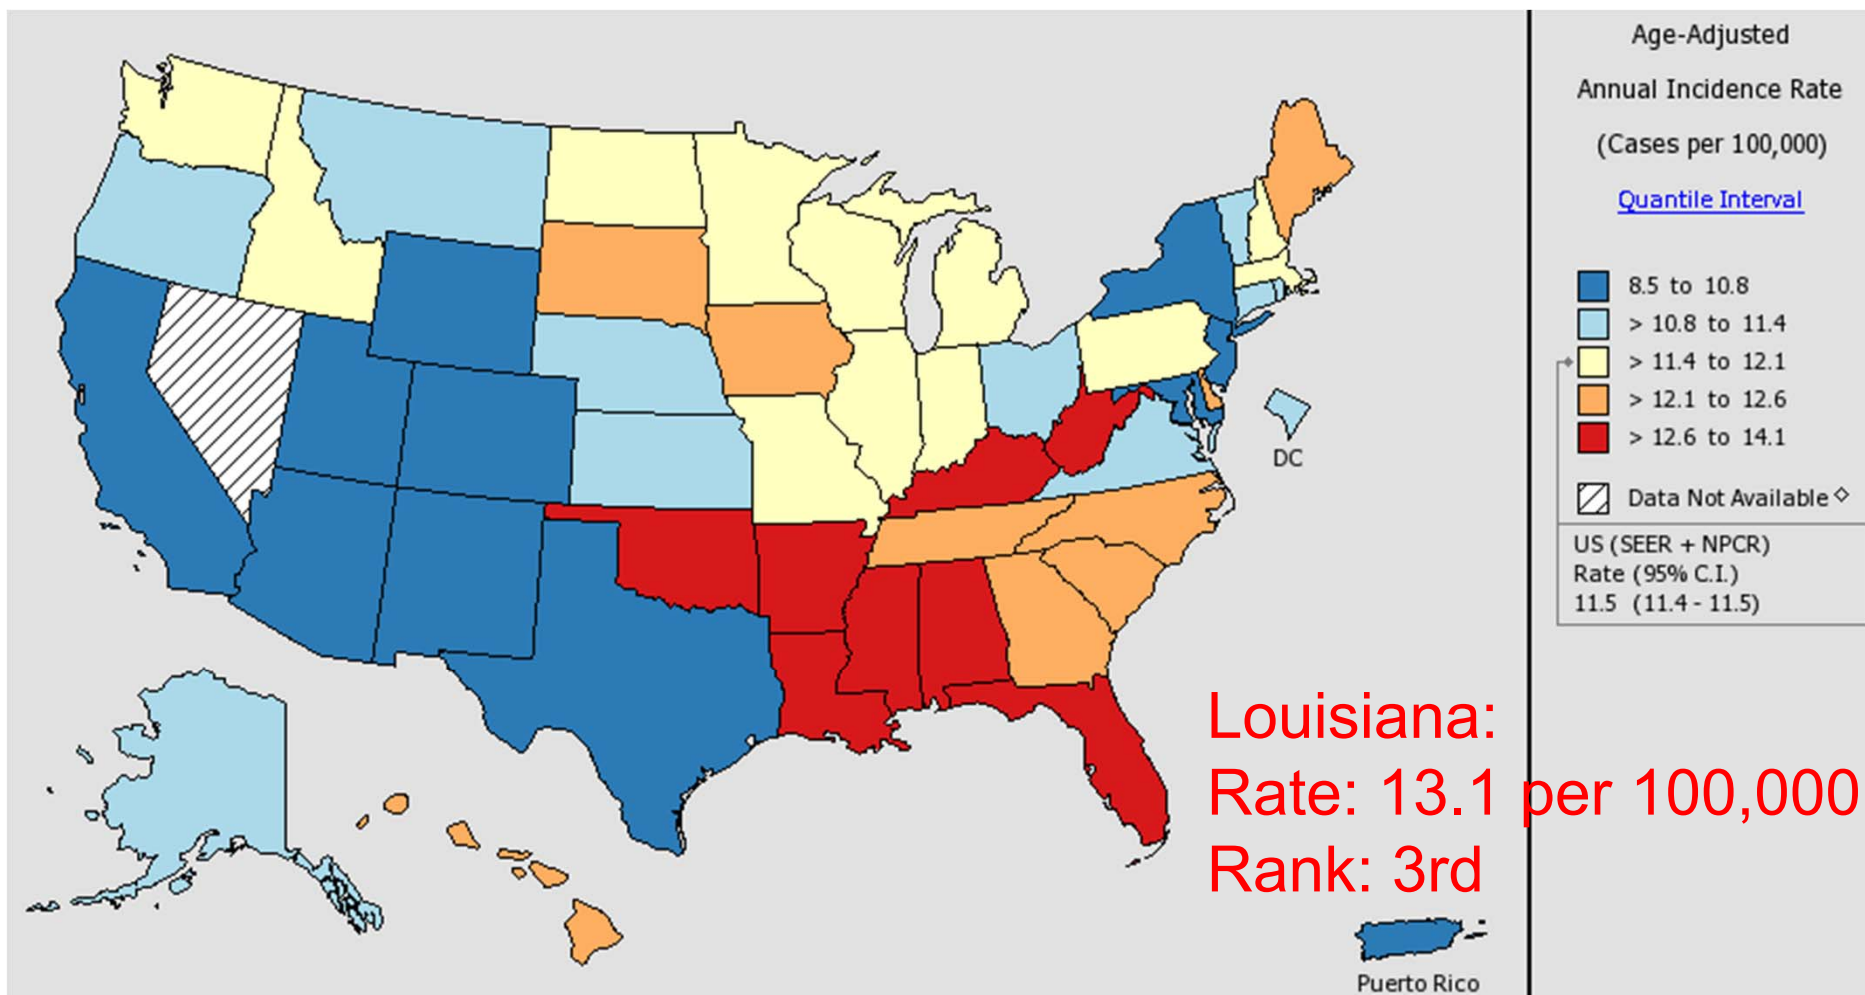 Age-Adjusted
Annual Incidence Rate
(Cases per 100,000)
Quantile Interval
8.5 to 10.8
> 10.8 to 11.4
> 11.4 to 12.1
> 12.1 to 12.6
> 12.6 to 14.1
Data Not Available ◇
US (SEER + NPCR)
Rate (95% C.I.)
11.5 (11.4 - 11.5)
DC
Louisiana:
Rate: 13.1 per 100,000
Rank: 3rd
Puerto Rico